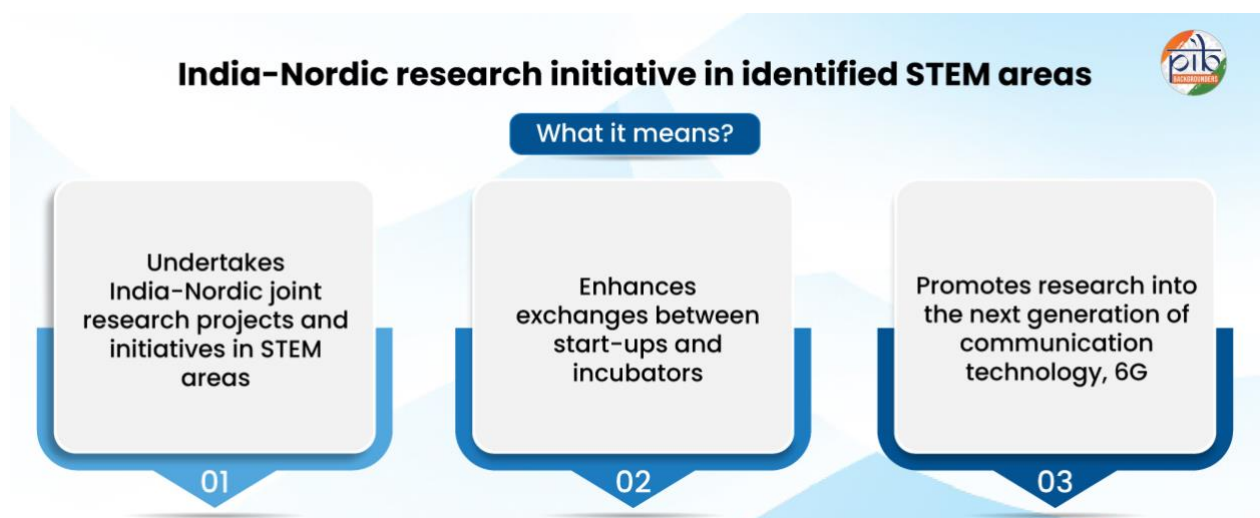 India-Nordic research initiative in identified STEM areas
pib
BACKGROUNDERS
What it means?
Undertakes
India-Nordic joint
research projects and
initiatives in STEM
areas
01
Enhances
exchanges between
start-ups and
incubators
02
Promotes research into
the next generation of
communication
technology, 6G
03